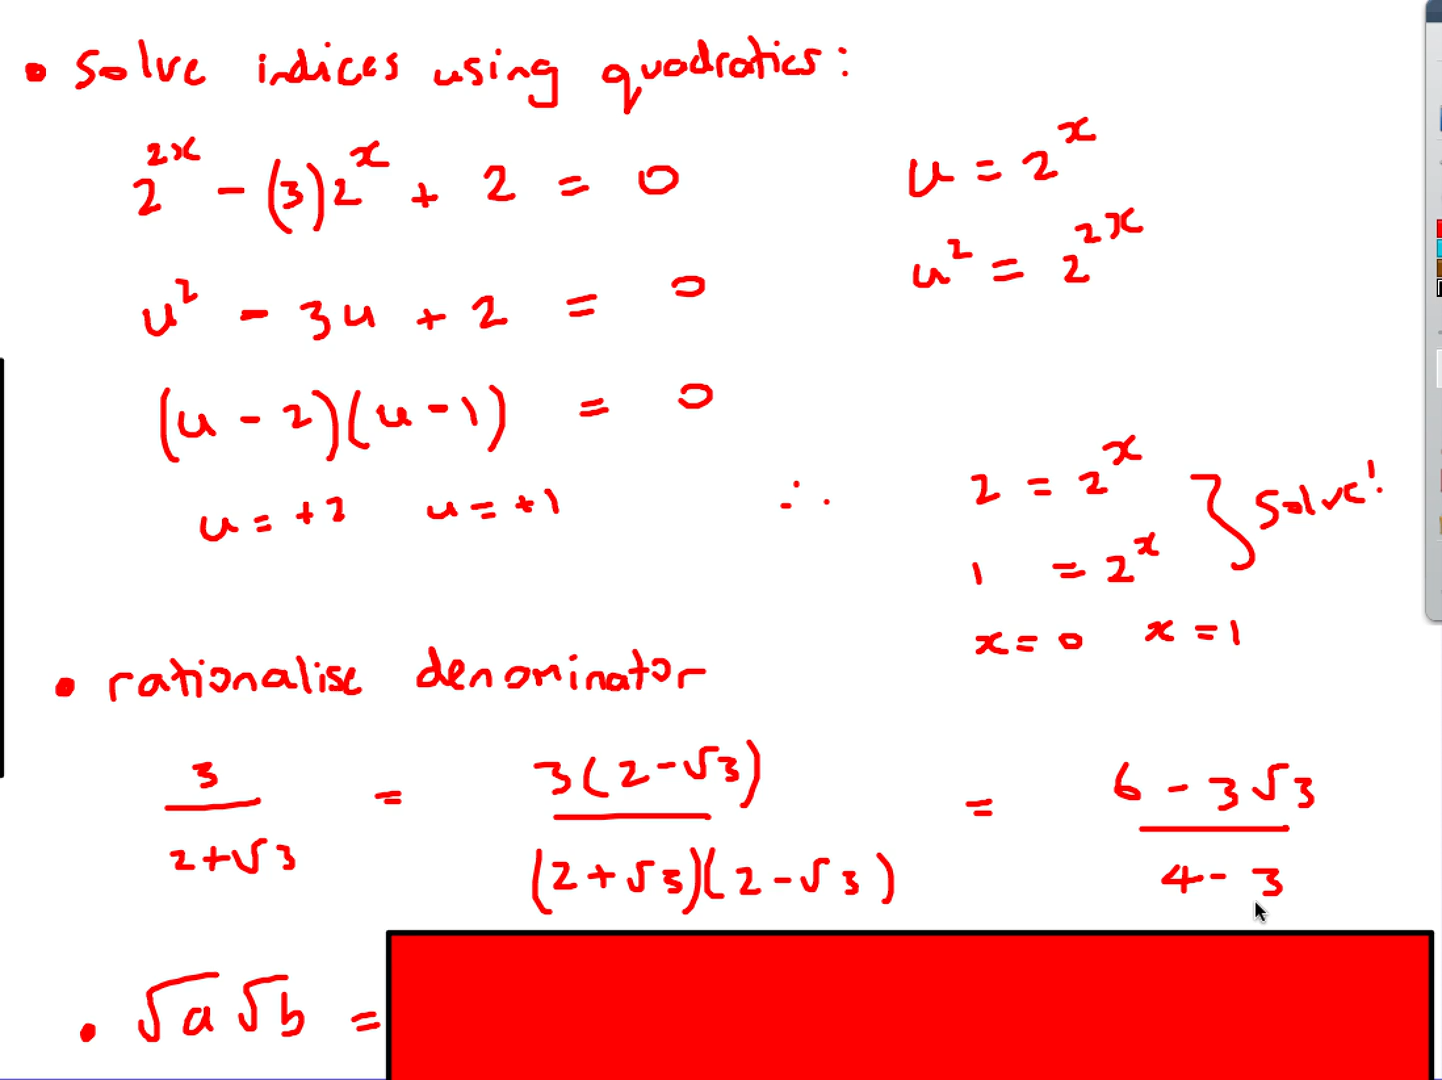 • Solve indices using quadratics:
2^{2x} - (3)2^x + 2 = 0
u = 2^x
u^2 = 2^{2x}
u^2 - 3u + 2 = 0
(u - 2)(u - 1) = 0
u = +2 u = +1 ∴ 2 = 2^x } Solve!
1 = 2^x
x = 0 x = 1
• rationalise denominator
3/(2+√3) = 3(2-√3)/((2+√3)(2-√3)) = (6 - 3√3)/(4 - 3)
• √a √b =